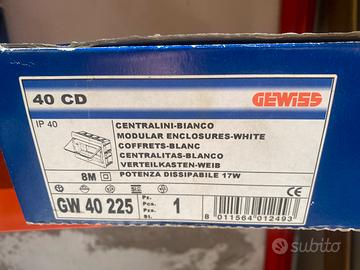 40 CD
GEWISS
IP 40
CENTRALINI-BIANCO
MODULAR ENCLOSURES-WHITE
COFFRETS-BLANC
CENTRALITAS-BLANCO
VERTEILKASTEN-WEIß
8M
POTENZA DISSIPABILE 17W
CE
GW 40 225
Pz.
Pcs.
Pcs.
St.
1
8 011564 012493
subito